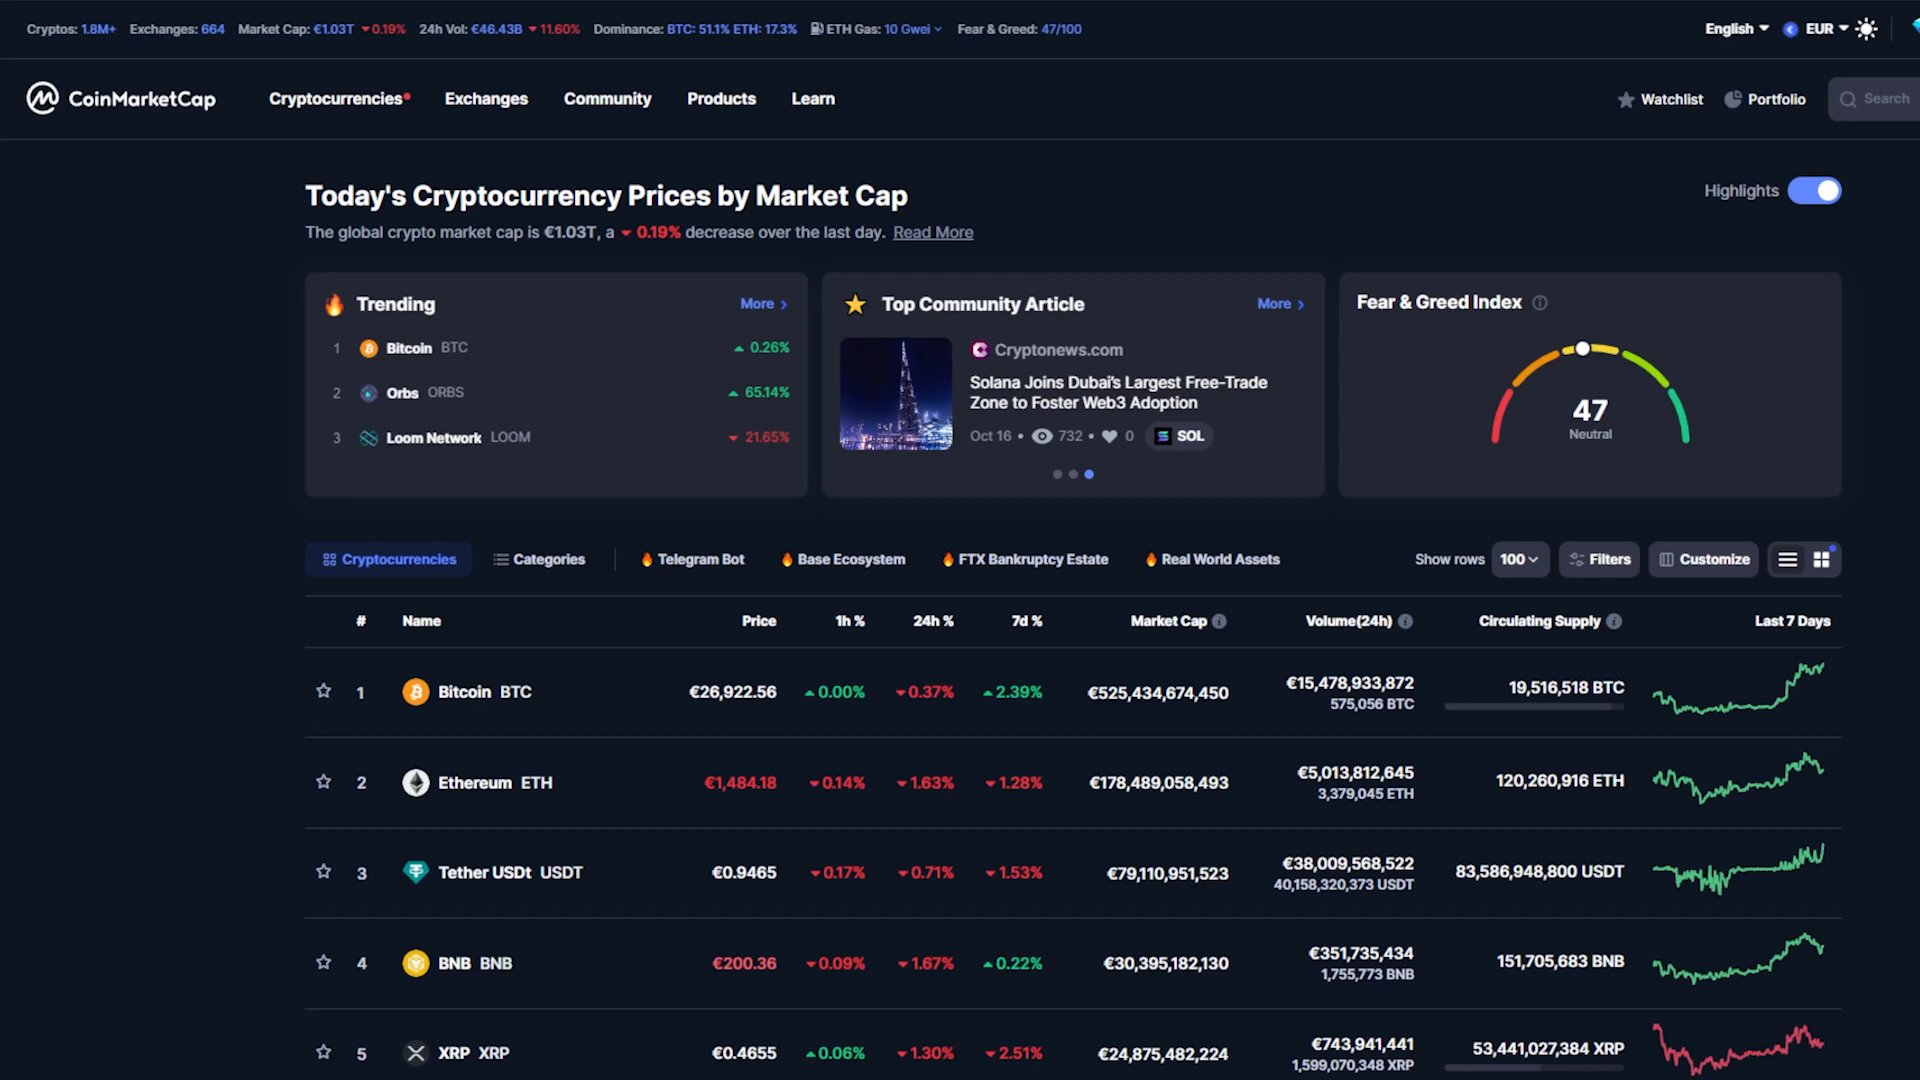 Cryptos: 1.8M+ Exchanges: 664 Market Cap: €1.03T 0.19% 24h Vol: €46.43B 11.60% Dominance: BTC: 51.1% ETH: 17.3% ETH Gas: 10 Gwei Fear & Greed: 47/100 English EUR
CoinMarketCap Cryptocurrencies Exchanges Community Products Learn Watchlist Portfolio Search
Today's Cryptocurrency Prices by Market Cap
Highlights
The global crypto market cap is €1.03T, a 0.19% decrease over the last day. Read More
Trending More
1 Bitcoin BTC 0.26%
2 Orbs ORBS 65.14%
3 Loom Network LOOM 21.65%
Top Community Article More
Cryptonews.com
Solana Joins Dubai's Largest Free-Trade
Zone to Foster Web3 Adoption
Oct 16 • 732 • 0 SOL
Fear & Greed Index
47
Neutral
Cryptocurrencies Categories Telegram Bot Base Ecosystem FTX Bankruptcy Estate Real World Assets Show rows 100 Filters Customize
# Name Price 1h % 24h % 7d % Market Cap Volume(24h) Circulating Supply Last 7 Days
1 Bitcoin BTC €26,922.56 0.00% 0.37% 2.39% €525,434,674,450 €15,478,933,872 19,516,518 BTC
575,056 BTC
2 Ethereum ETH €1,484.18 0.14% 1.63% 1.28% €178,489,058,493 €5,013,812,645 120,260,916 ETH
3,379,045 ETH
3 Tether USDt USDT €0.9465 0.17% 0.71% 1.53% €79,110,951,523 €38,009,568,522 83,586,948,800 USDT
40,158,320,373 USDT
4 BNB BNB €200.36 0.09% 1.67% 0.22% €30,395,182,130 €351,735,434 151,705,683 BNB
1,755,773 BNB
5 XRP XRP €0.4655 0.06% 1.30% 2.51% €24,875,482,224 €743,941,441 53,441,027,384 XRP
1,599,070,348 XRP